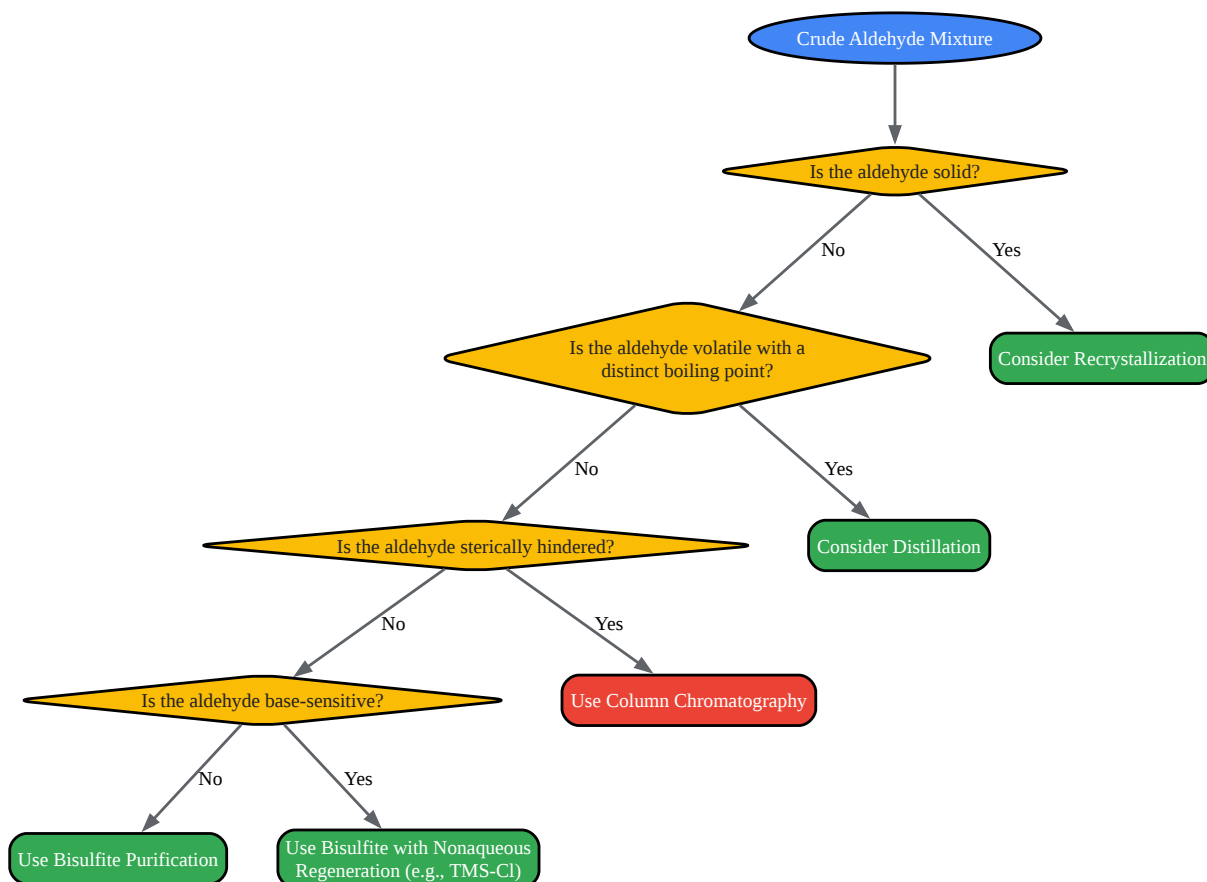 Crude Aldehyde Mixture
Is the aldehyde solid?
No
Yes
Is the aldehyde volatile with a
distinct boiling point?
Consider Recrystallization
No
Yes
Is the aldehyde sterically hindered?
Consider Distillation
No
Yes
Is the aldehyde base-sensitive?
Use Column Chromatography
No
Yes
Use Bisulfite Purification
Use Bisulfite with Nonaqueous
Regeneration (e.g., TMS-Cl)